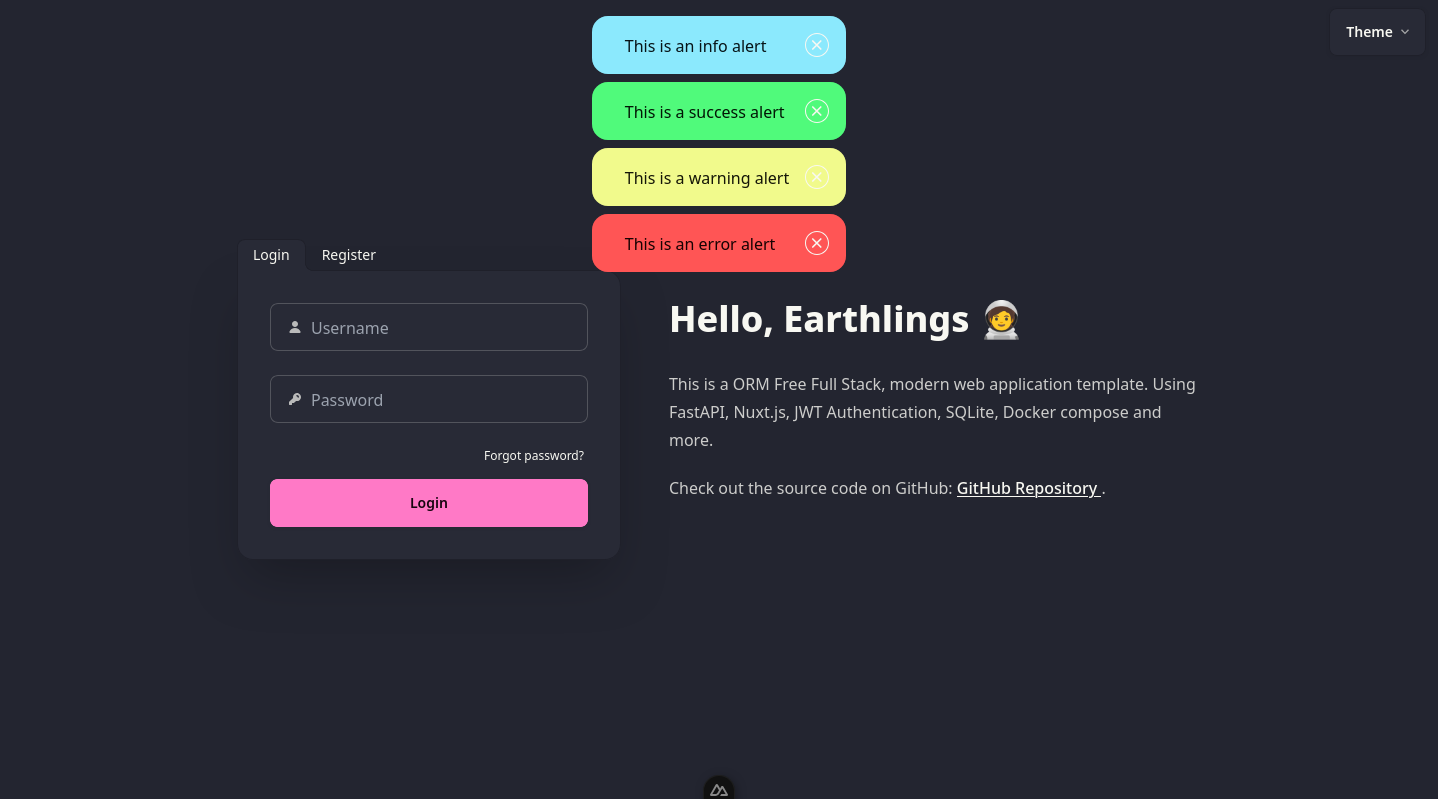 This is an info alert
Theme
This is a success alert
This is a warning alert
This is an error alert
Login Register
Username
Password
Forgot password?
Login
Hello, Earthlings 🧑‍🚀
This is a ORM Free Full Stack, modern web application template. Using
FastAPI, Nuxt.js, JWT Authentication, SQLite, Docker compose and
more.
Check out the source code on GitHub: GitHub Repository .